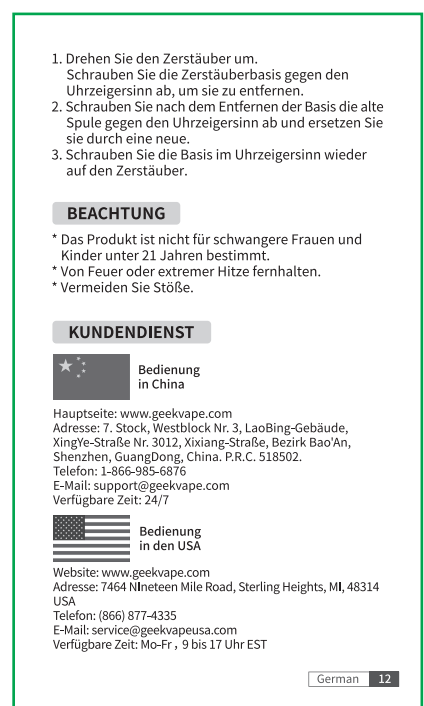 1. Drehen Sie den Zerstäuber um.
Schrauben Sie die Zerstäuberbasis gegen den
Uhrzeigersinn ab, um sie zu entfernen.
2. Schrauben Sie nach dem Entfernen der Basis die alte
Spule gegen den Uhrzeigersinn ab und ersetzen Sie
sie durch eine neue.
3. Schrauben Sie die Basis im Uhrzeigersinn wieder
auf den Zerstäuber.
BEACHTUNG
* Das Produkt ist nicht für schwangere Frauen und
Kinder unter 21 Jahren bestimmt.
* Von Feuer oder extremer Hitze fernhalten.
* Vermeiden Sie Stöße.
KUNDENDIENST
Bedienung
in China
Hauptseite: www.geekvape.com
Adresse: 7. Stock, Westblock Nr. 3, LaoBing-Gebäude,
XingYe-Straße Nr. 3012, Xixiang-Straße, Bezirk Bao'An,
Shenzhen, GuangDong, China. P.R.C. 518502.
Telefon: 1-866-985-6876
E-Mail: support@geekvape.com
Verfügbare Zeit: 24/7
Bedienung
in den USA
Website: www.geekvape.com
Adresse: 7464 NIneteen Mile Road, Sterling Heights, MI, 48314
USA
Telefon: (866) 877-4335
E-Mail: service@geekvapeusa.com
Verfügbare Zeit: Mo-Fr , 9 bis 17 Uhr EST
German 12